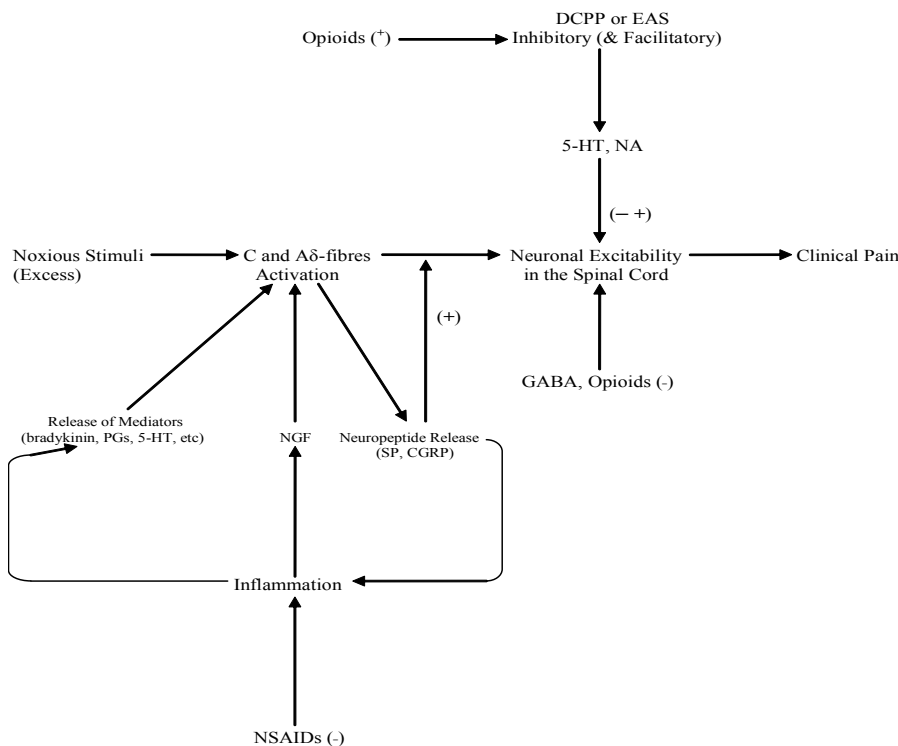 DCPP or EAS
Opioids (⁺)
Inhibitory (& Facilitatory)
5-HT, NA
(− +)
Noxious Stimuli
(Excess)
C and Aδ-fibres
Activation
Neuronal Excitability
in the Spinal Cord
Clinical Pain
(+)
GABA, Opioids (-)
Release of Mediators
(bradykinin, PGs, 5-HT, etc)
NGF
Neuropeptide Release
(SP, CGRP)
Inflammation
NSAIDs (-)